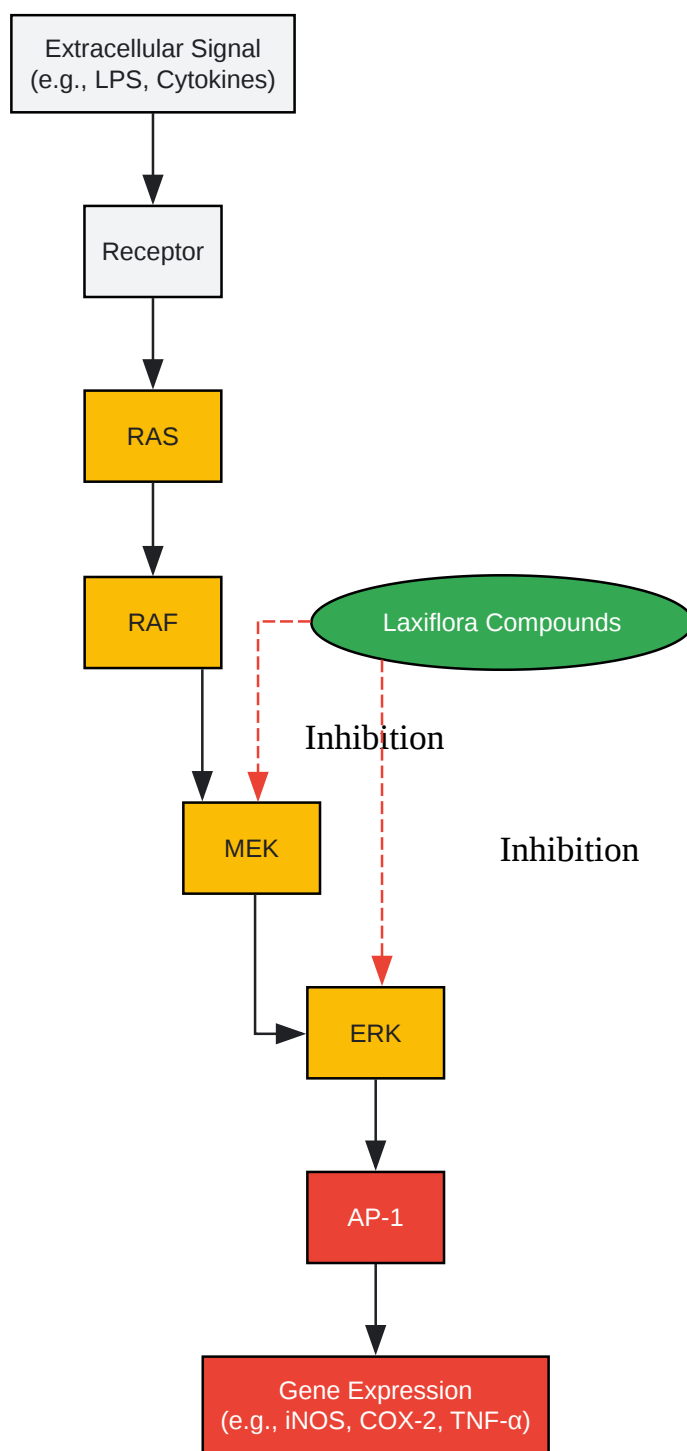 Extracellular Signal
(e.g., LPS, Cytokines)
Receptor
RAS
RAF
Laxiflora Compounds
Inhibition
MEK
Inhibition
ERK
AP-1
Gene Expression
(e.g., iNOS, COX-2, TNF-α)